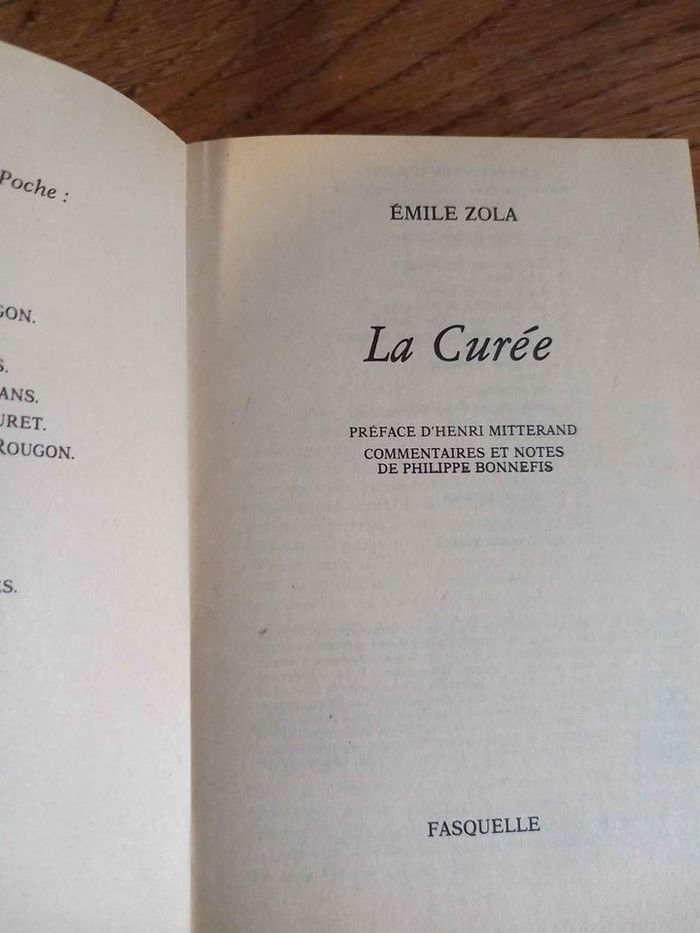 Poche :
GON.
S.
ANS.
URET.
ROUGON.
ES.
ÉMILE ZOLA
La Curée
PRÉFACE D'HENRI MITTERAND
COMMENTAIRES ET NOTES
DE PHILIPPE BONNEFIS
FASQUELLE